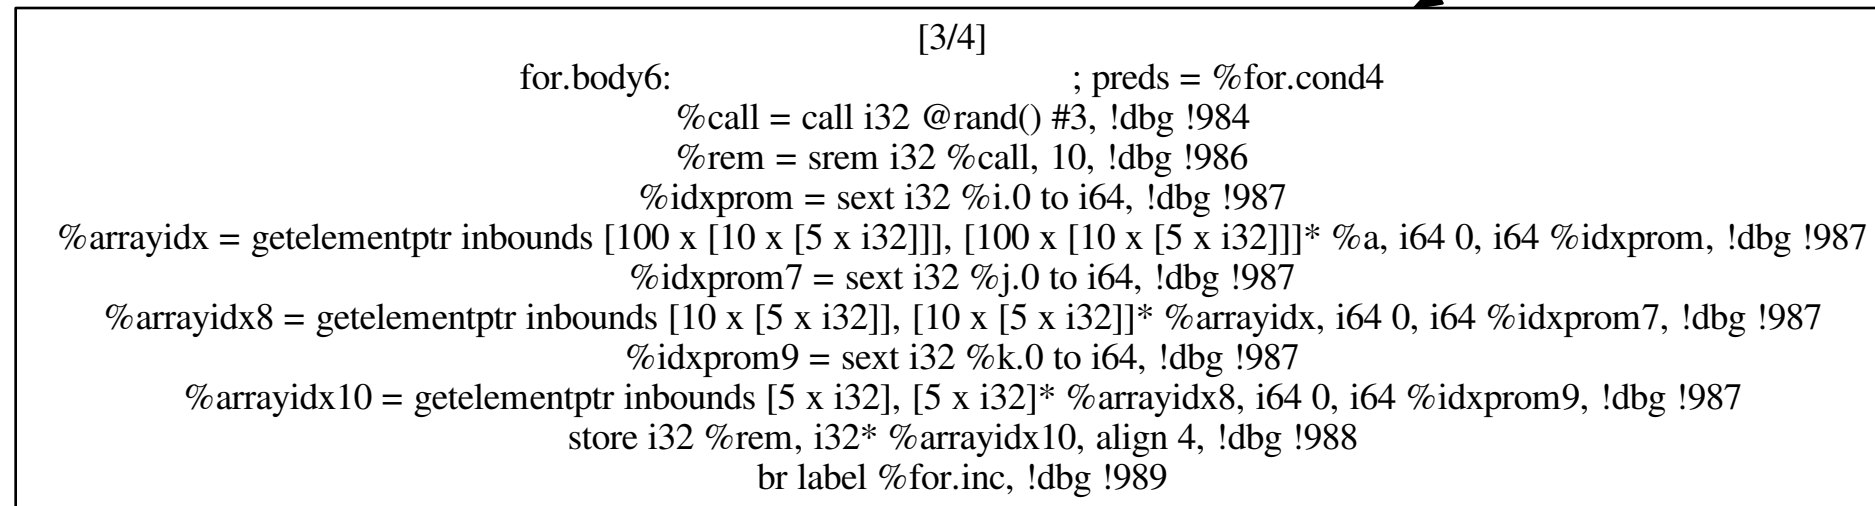 [3/4]
for.body6: ; preds = %for.cond4
%call = call i32 @rand() #3, !dbg !984
%rem = srem i32 %call, 10, !dbg !986
%idxprom = sext i32 %i.0 to i64, !dbg !987
%arrayidx = getelementptr inbounds [100 x [10 x [5 x i32]]], [100 x [10 x [5 x i32]]]* %a, i64 0, i64 %idxprom, !dbg !987
%idxprom7 = sext i32 %j.0 to i64, !dbg !987
%arrayidx8 = getelementptr inbounds [10 x [5 x i32]], [10 x [5 x i32]]* %arrayidx, i64 0, i64 %idxprom7, !dbg !987
%idxprom9 = sext i32 %k.0 to i64, !dbg !987
%arrayidx10 = getelementptr inbounds [5 x i32], [5 x i32]* %arrayidx8, i64 0, i64 %idxprom9, !dbg !987
store i32 %rem, i32* %arrayidx10, align 4, !dbg !988
br label %for.inc, !dbg !989